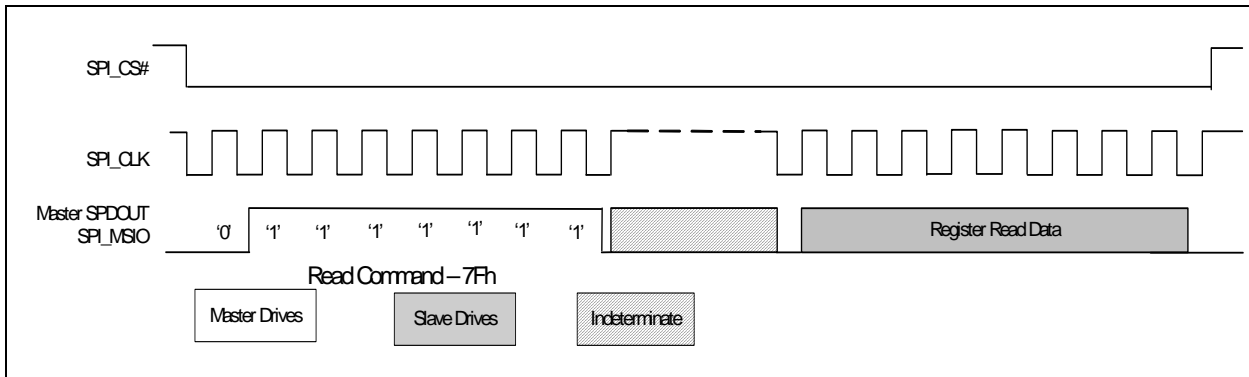 SPI_CS#
SPI_CLK
Master SPDOUT
SPI_MSIO
‘0’ ‘1’ ‘1’ ‘1’ ‘1’ ‘1’ ‘1’ ‘1’
Register Read Data
Read Command – 7Fh
Master Drives
Slave Drives
Indeterminate